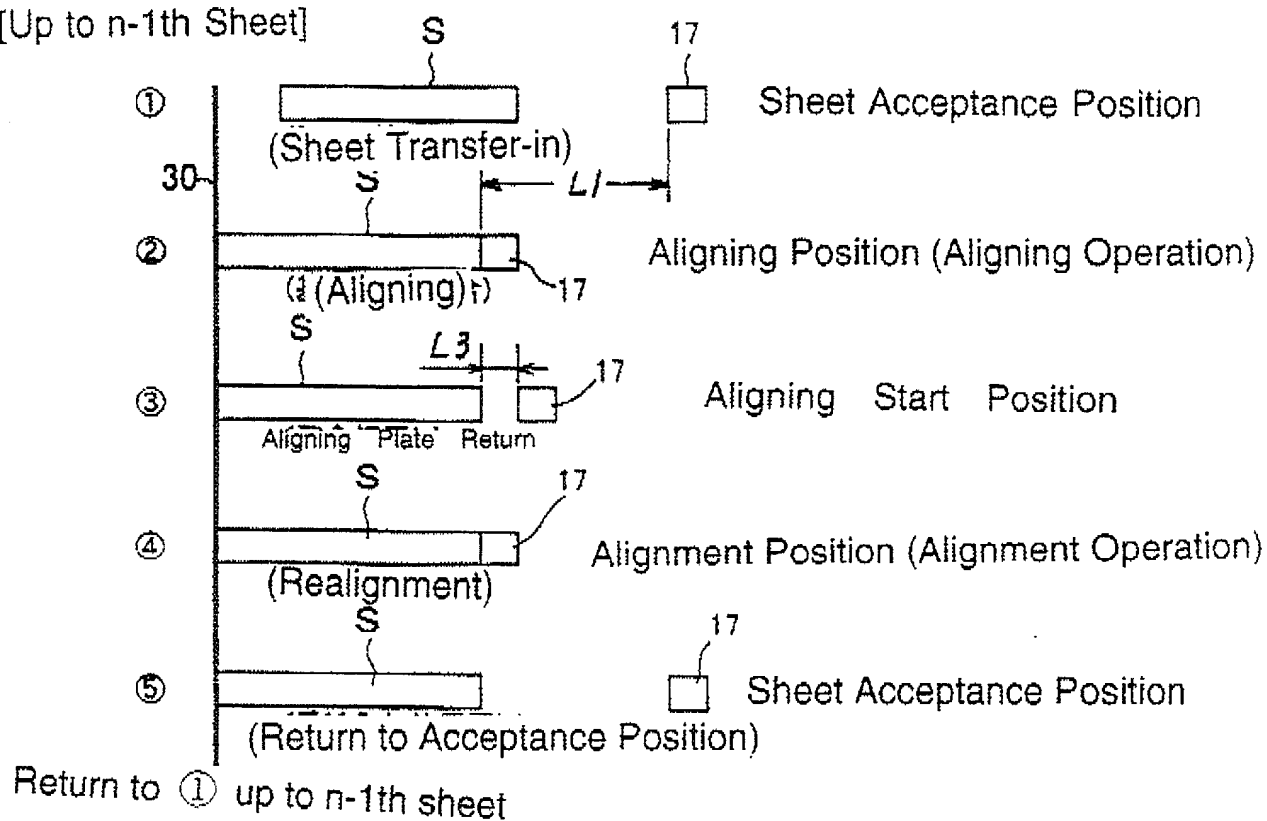 [Up to n-1th Sheet]
S
17
①
Sheet Acceptance Position
(Sheet Transfer-in)
30
S
L1
②
Aligning Position (Aligning Operation)
(Aligning)
17
S
L3
17
③
Aligning Start Position
Aligning Plate Return
S
17
④
Alignment Position (Alignment Operation)
(Realignment)
S
17
⑤
Sheet Acceptance Position
(Return to Acceptance Position)
Return to ① up to n-1th sheet